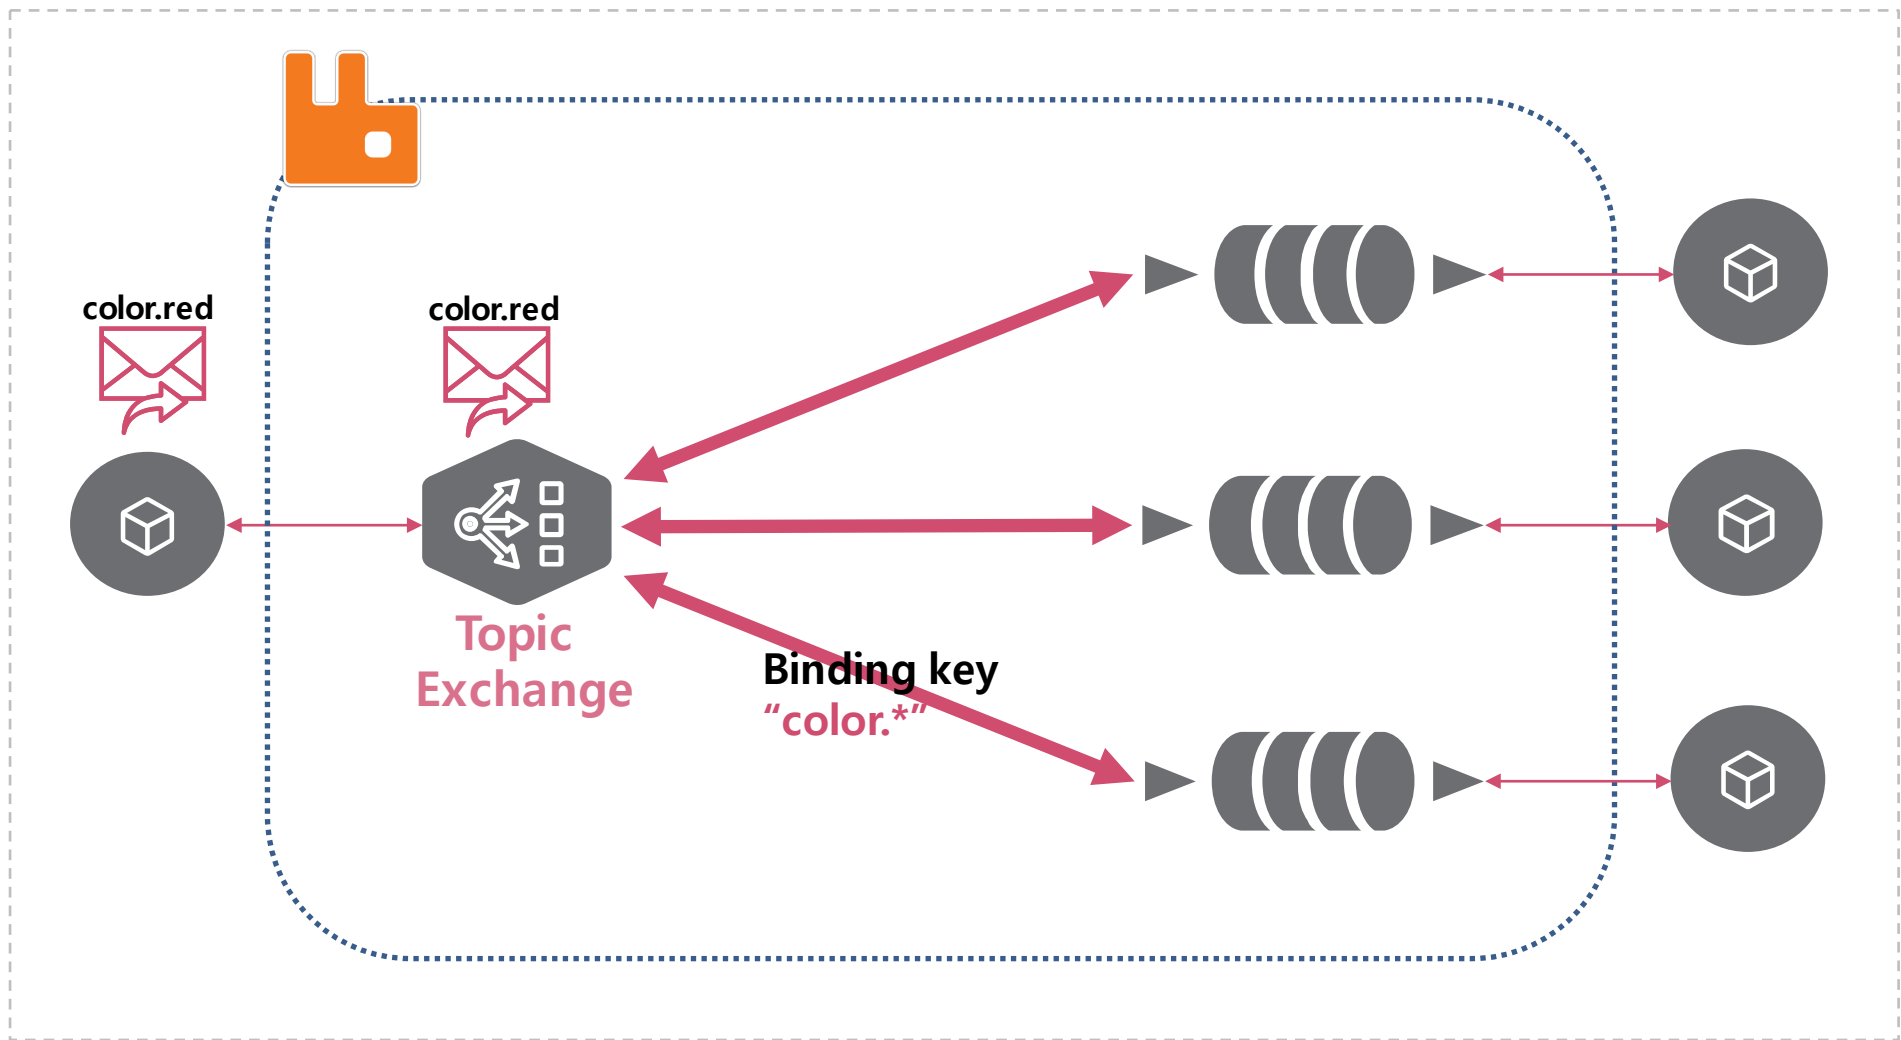 color.red
color.red
Topic
Exchange
Binding key
“color.*”